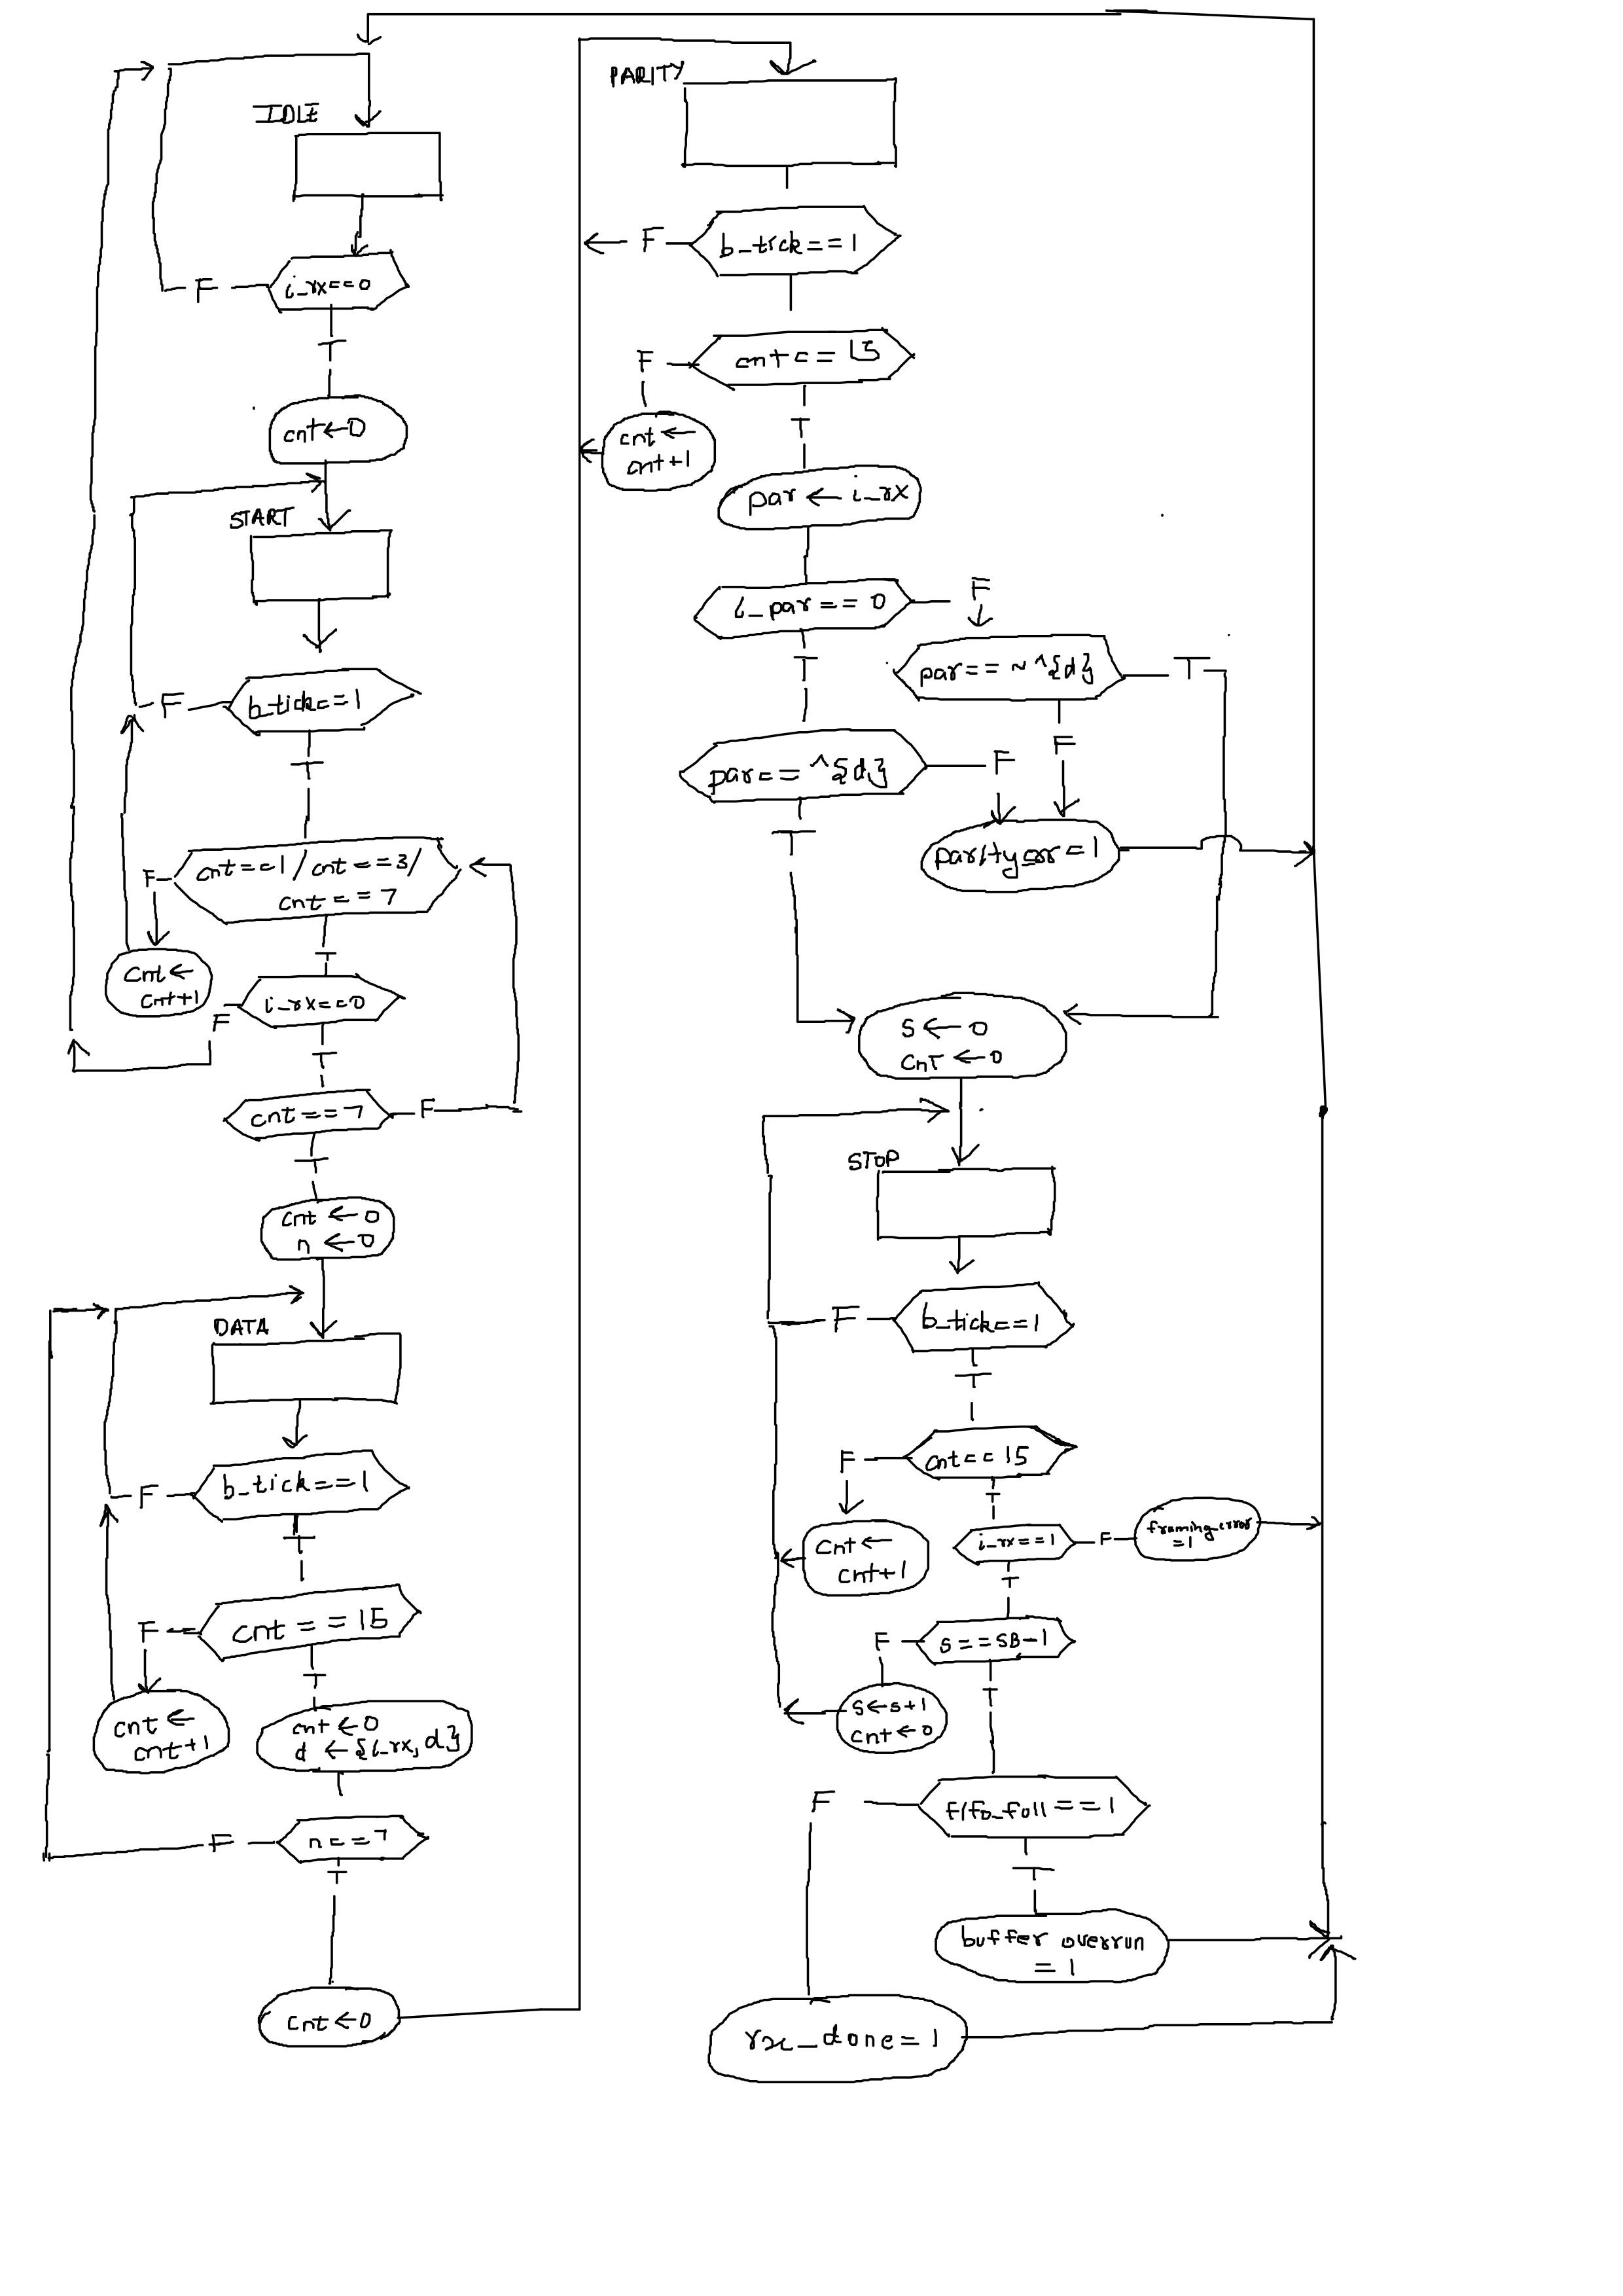 IDLE
i_rx==0
F
T
cnt←0
START
b_tick==1
F
T
cnt==1/cnt==3/
cnt==7
F
cnt←
cnt+1
T
i_rx==0
F
T
cnt==7
F
T
cnt←0
n←0
DATA
b_tick==1
F
T
cnt==15
F
cnt←
cnt+1
T
cnt←0
d←{i_rx,d}
n==7
F
T
cnt←0
PARITY
b_tick==1
F
cnt==15
F
cnt←
cnt+1
T
par←i_rx
i_par==0
F
T
par==~^{d}
T
F
par==^{d}
F
T
parity_err=1
S←0
CnT←0
STOP
b_tick==1
F
T
cnt==15
F
cnt←
cnt+1
T
i_rx==1
F
framing_error
=1
T
s==SB-1
F
s←s+1
cnt←0
T
fifo_full==1
F
T
buffer overrun
=1
rx_done=1